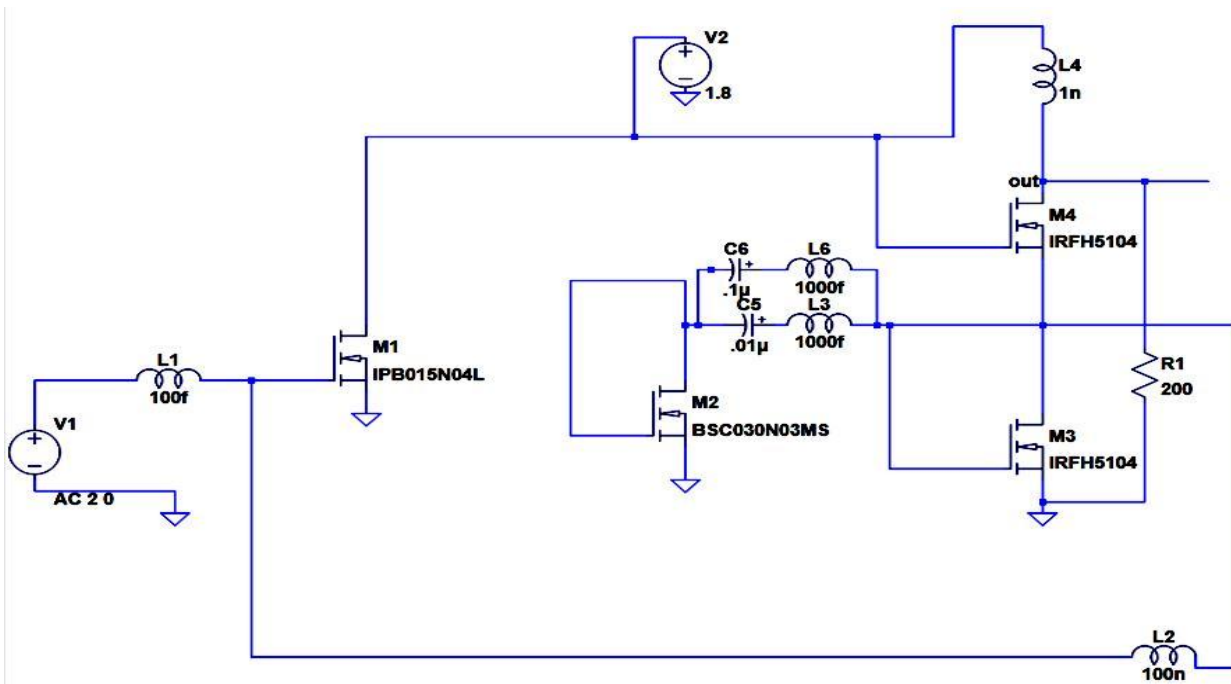 V2
1.8
L4
1n
out
M4
IRFH5104
C6
.1µ
L6
1000f
C5
.01µ
L3
1000f
M1
IPB015N04L
L1
100f
V1
AC 2 0
M2
BSC030N03MS
R1
200
M3
IRFH5104
L2
100n